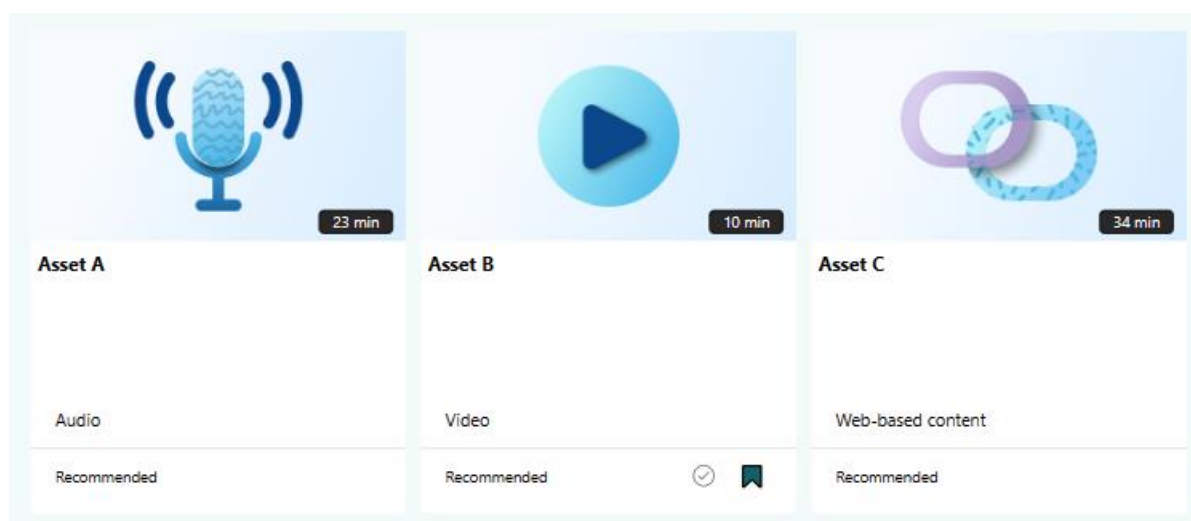 23 min
10 min
34 min
Asset A
Asset B
Asset C
Audio
Video
Web-based content
Recommended
Recommended
Recommended